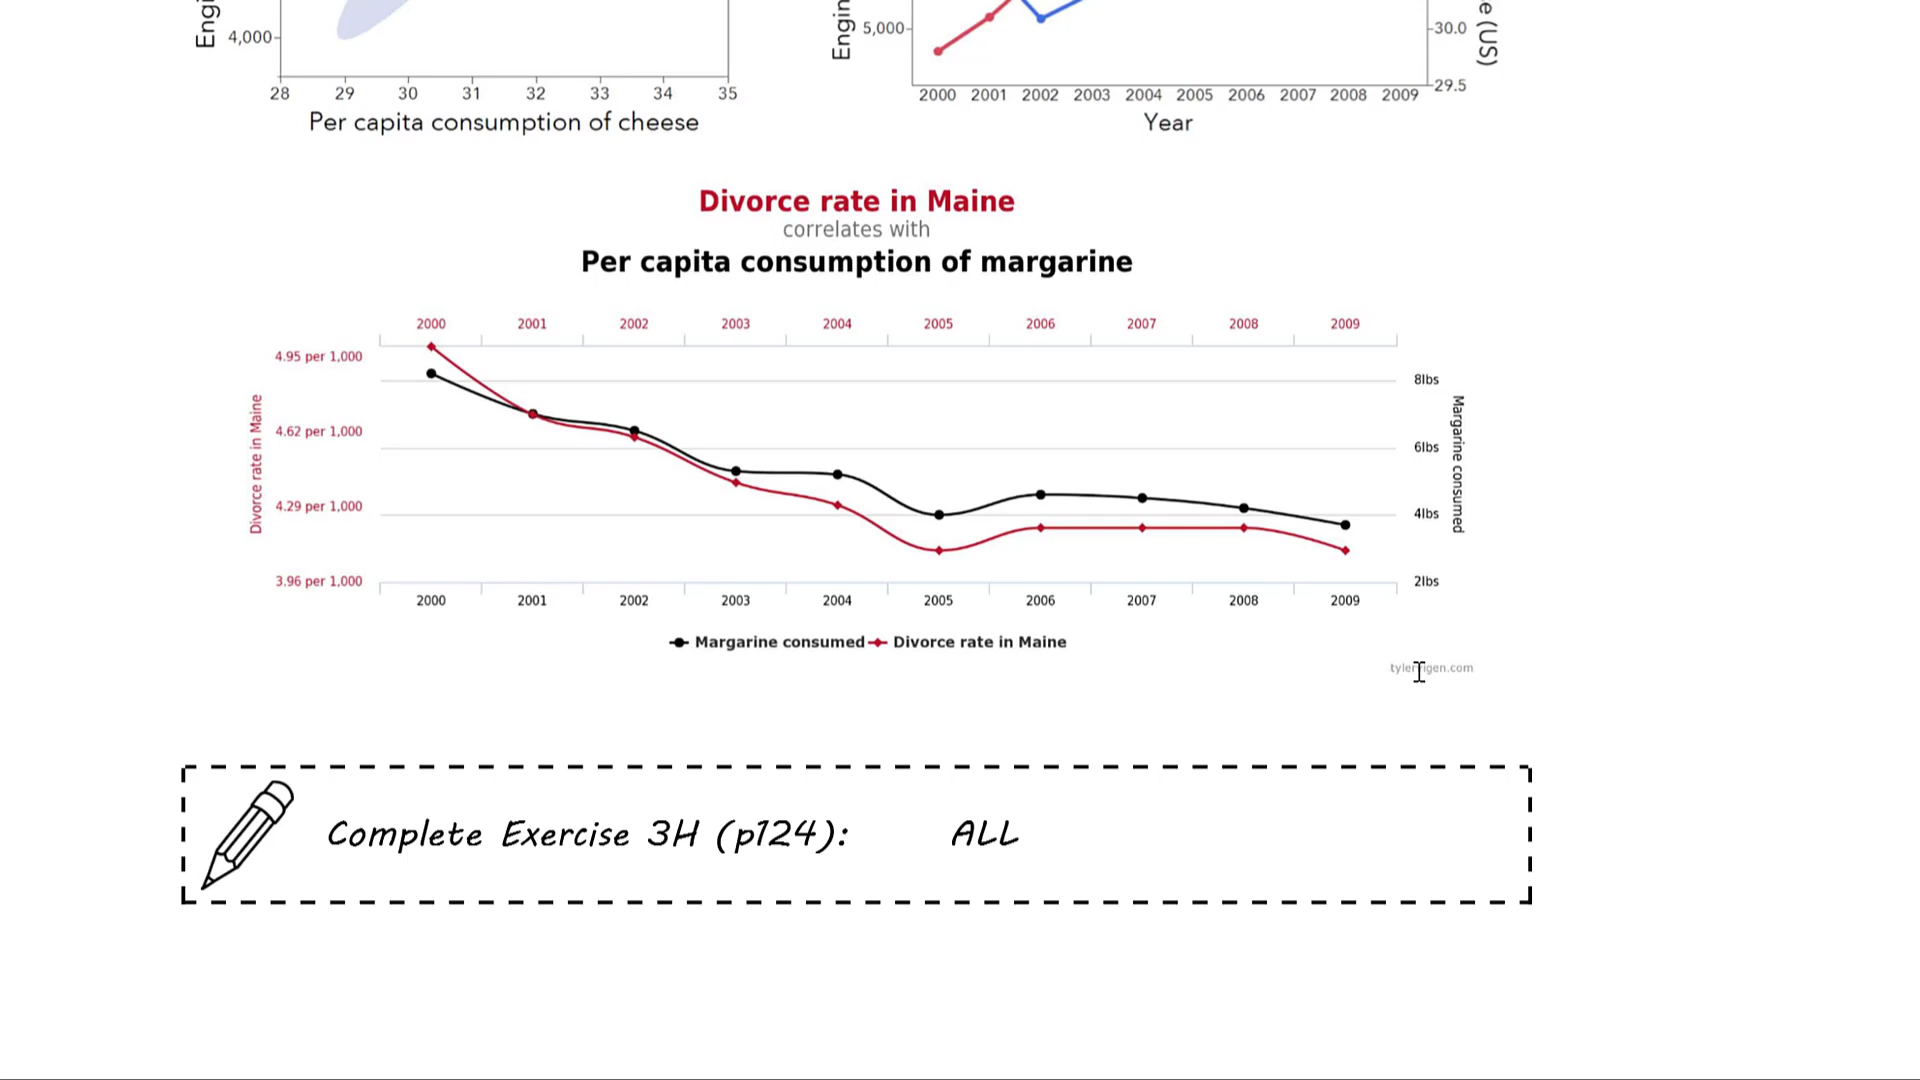 Engi
4,000
28 29 30 31 32 33 34 35
Per capita consumption of cheese
Engin
5,000
30.0
29.5
e (US)
2000 2001 2002 2003 2004 2005 2006 2007 2008 2009
Year
Divorce rate in Maine
correlates with
Per capita consumption of margarine
2000 2001 2002 2003 2004 2005 2006 2007 2008 2009
Divorce rate in Maine
4.95 per 1,000
4.62 per 1,000
4.29 per 1,000
3.96 per 1,000
8lbs
6lbs
4lbs
2lbs
Margarine consumed
2000 2001 2002 2003 2004 2005 2006 2007 2008 2009
Margarine consumed Divorce rate in Maine
tylervigen.com
Complete Exercise 3H (p124): ALL